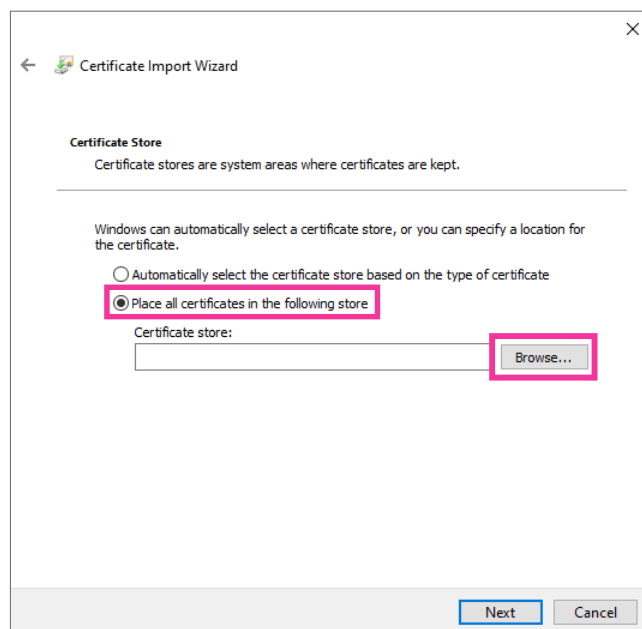 Certificate Import Wizard
Certificate Store
Certificate stores are system areas where certificates are kept.
Windows can automatically select a certificate store, or you can specify a location for
the certificate.
Automatically select the certificate store based on the type of certificate
Place all certificates in the following store
Certificate store:
Browse...
Next
Cancel